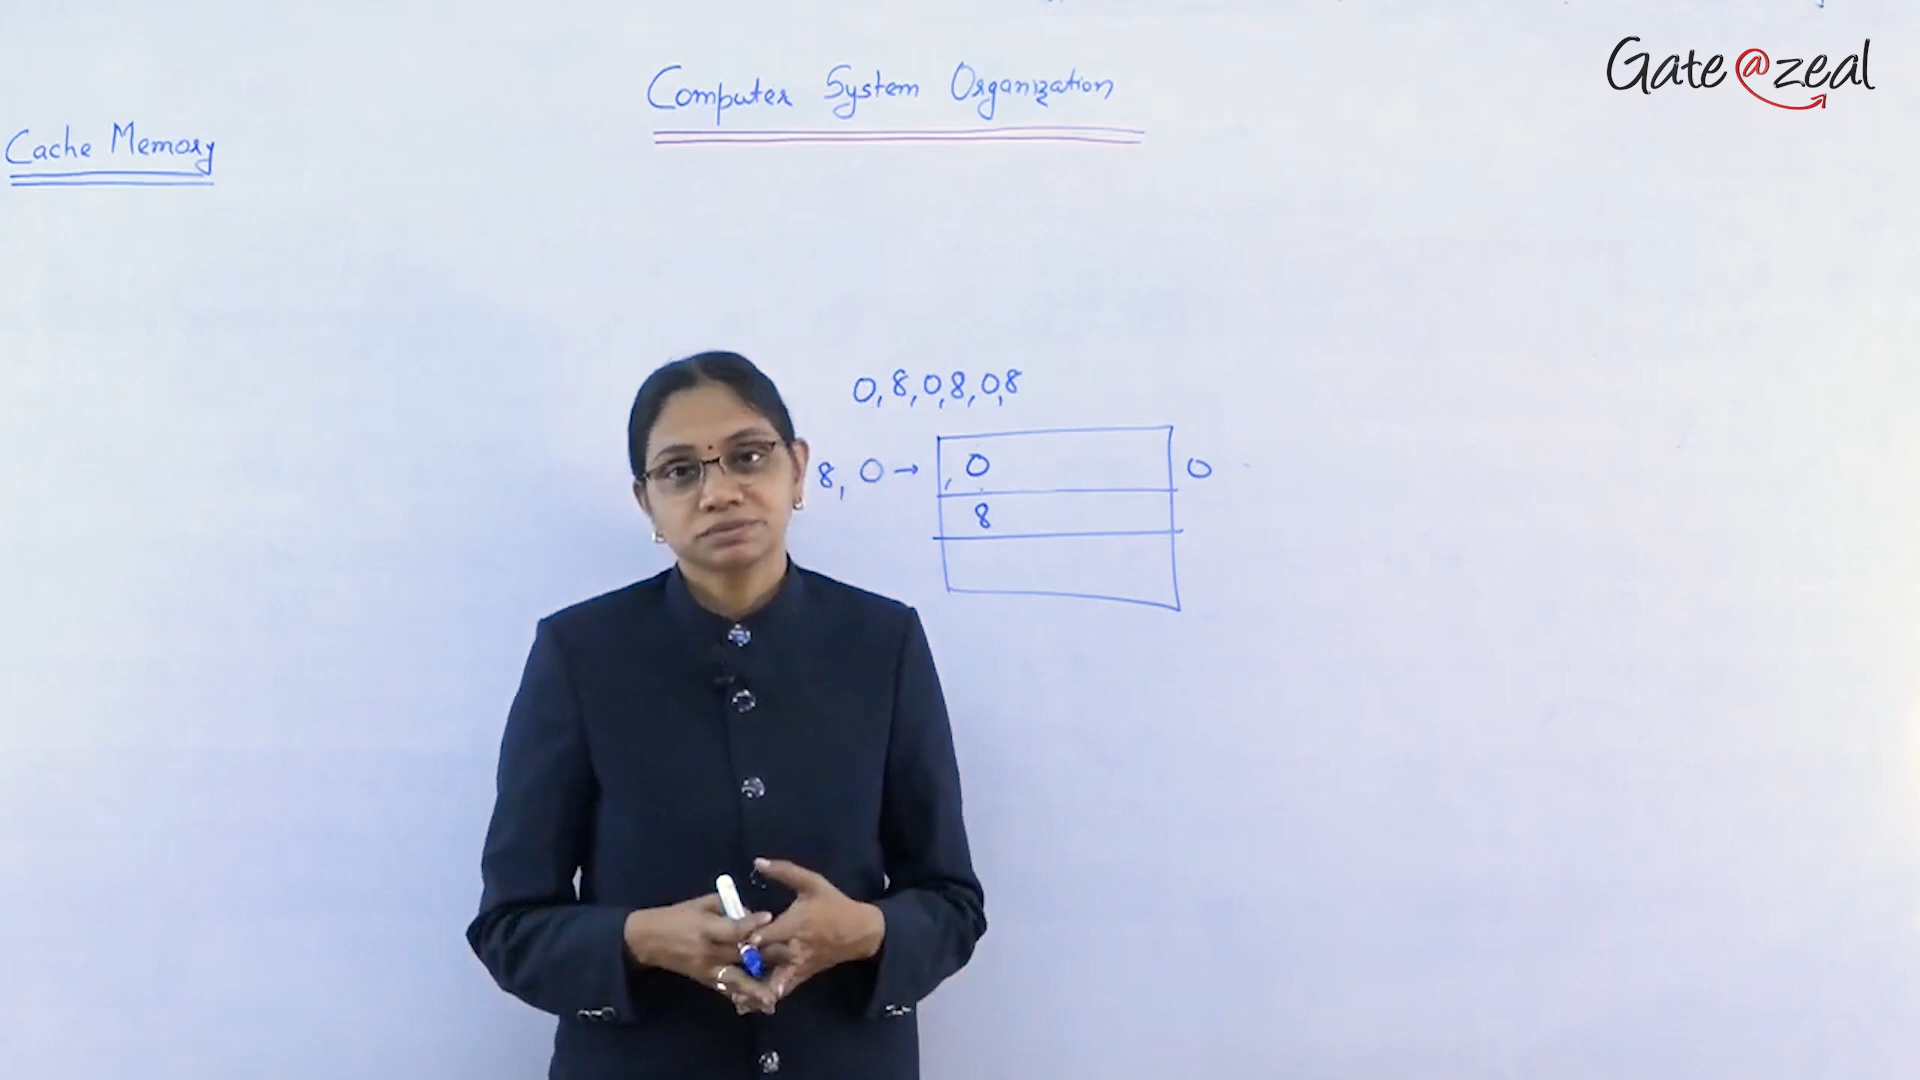 Gate@zeal
Computer System Organization
Cache Memory
0,8,0,8,0,8
8, 0 → , 0 0
8